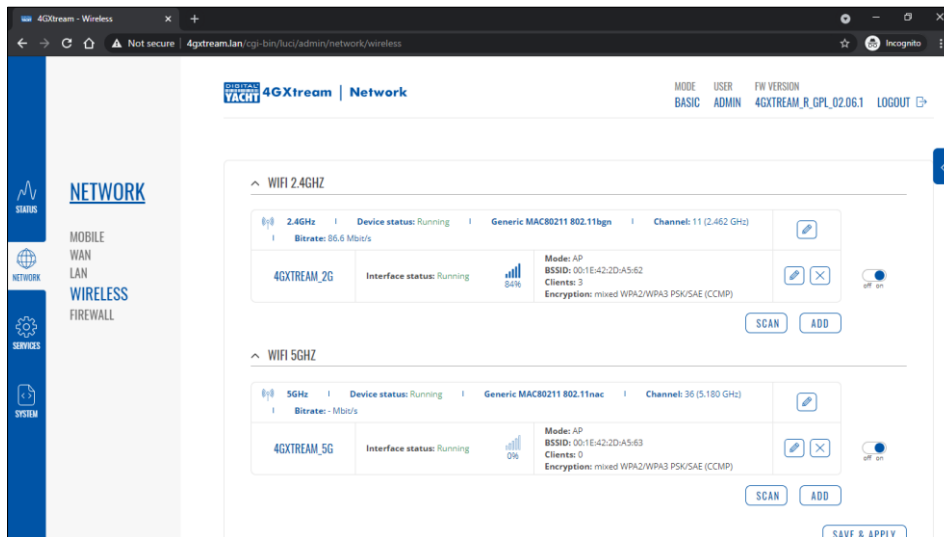 4GXtream - Wireless
Not secure 4gxtream.lan/cgi-bin/luci/admin/network/wireless Incognito
DIGITAL YACHT 4GXtream | Network
MODE USER FW VERSION
BASIC ADMIN 4GXTREAM_R_GPL_02.06.1 LOGOUT
STATUS
NETWORK
SERVICES
SYSTEM
NETWORK
MOBILE
WAN
LAN
WIRELESS
FIREWALL
WIFI 2.4GHZ
2.4GHz | Device status: Running | Generic MAC80211 802.11bgn | Channel: 11 (2.462 GHz)
| Bitrate: 86.6 Mbit/s
4GXTREAM_2G
Interface status: Running
84%
Mode: AP
BSSID: 00:1E:42:2D:A5:62
Clients: 3
Encryption: mixed WPA2/WPA3 PSK/SAE (CCMP)
off on
SCAN ADD
WIFI 5GHZ
5GHz | Device status: Running | Generic MAC80211 802.11nac | Channel: 36 (5.180 GHz)
| Bitrate: - Mbit/s
4GXTREAM_5G
Interface status: Running
0%
Mode: AP
BSSID: 00:1E:42:2D:A5:63
Clients: 0
Encryption: mixed WPA2/WPA3 PSK/SAE (CCMP)
off on
SCAN ADD
SAVE & APPLY